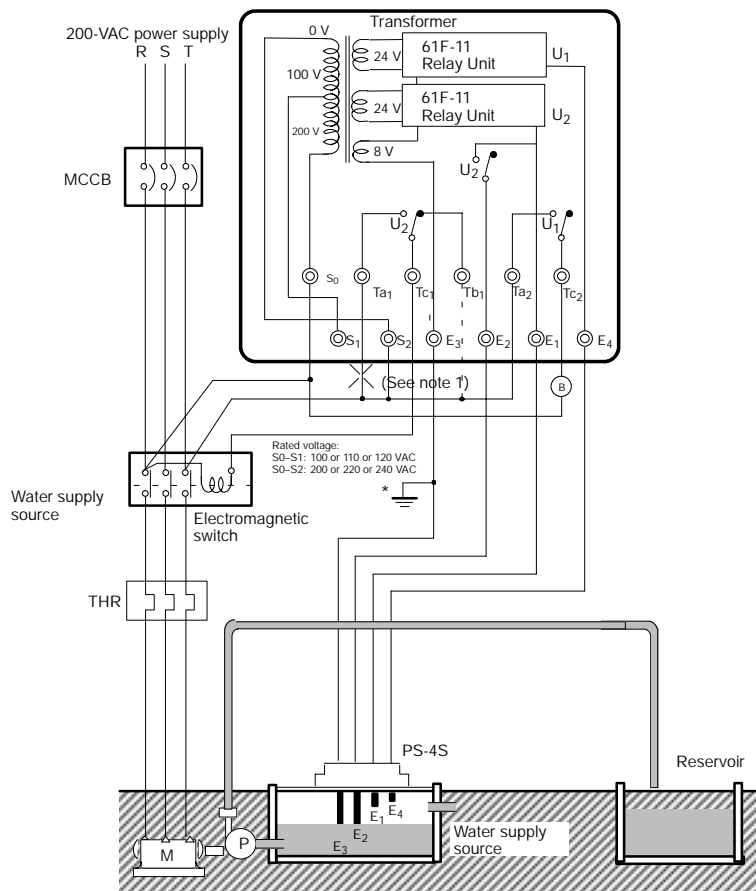 Transformer
200-VAC power supply
R S T
0 V
100 V
200 V
24 V
61F-11
Relay Unit
U1
24 V
61F-11
Relay Unit
U2
8 V
MCCB
U2
U2
U1
S0
Ta1
Tc1
Tb1
Ta2
Tc2
S1
S2
E3
E2
E1
E4
(See note 1)
B
Rated voltage:
S0–S1: 100 or 110 or 120 VAC
S0–S2: 200 or 220 or 240 VAC
*
Water supply
source
Electromagnetic
switch
THR
PS-4S
Reservoir
E1
E4
E2
E3
P
M
Water supply
source